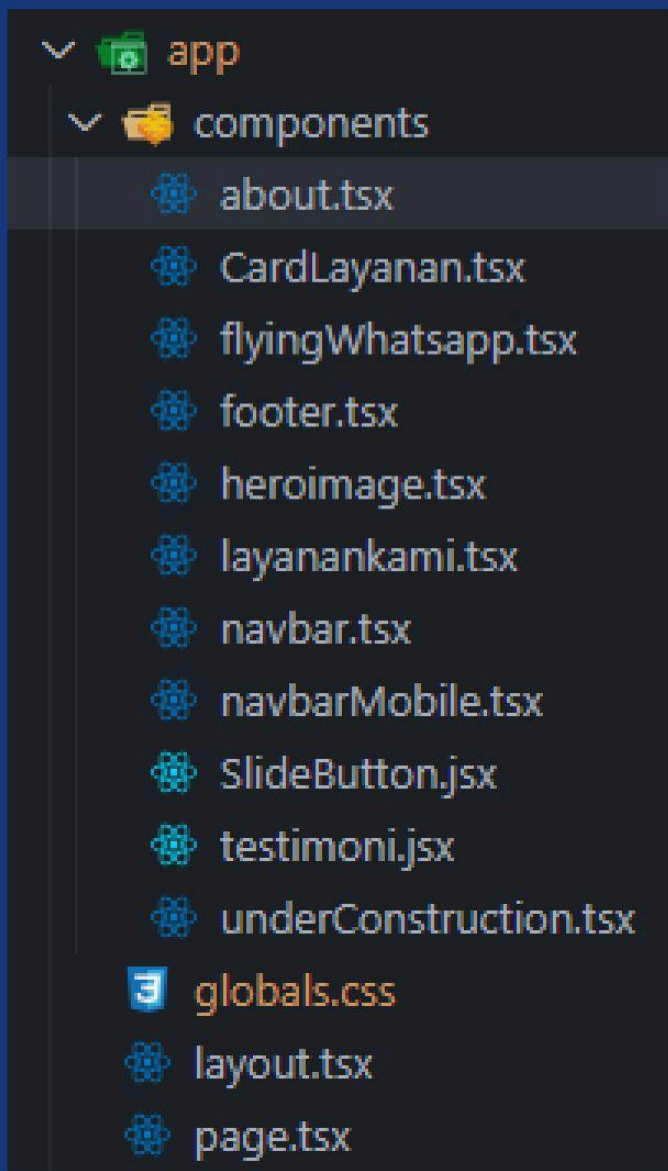 app
components
about.tsx
CardLayanan.tsx
flyingWhatsapp.tsx
footer.tsx
heroimage.tsx
layanankami.tsx
navbar.tsx
navbarMobile.tsx
SlideButton.jsx
testimoni.jsx
underConstruction.tsx
globals.css
layout.tsx
page.tsx